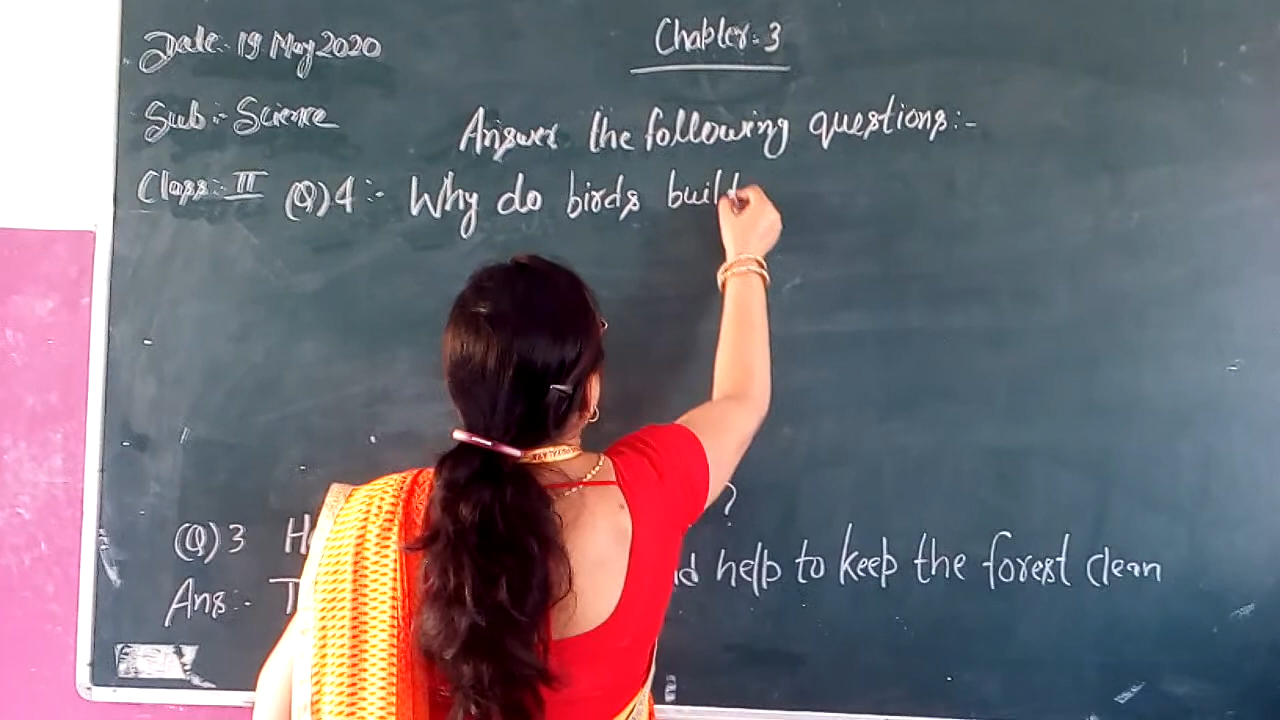 Date:- 19 May 2020
Chapter:- 3
Sub:- Science
Answer the following questions:-
Class:- II
(Q)4:- Why do birds build
?
(Q)3
Ans:- help to keep the forest clean